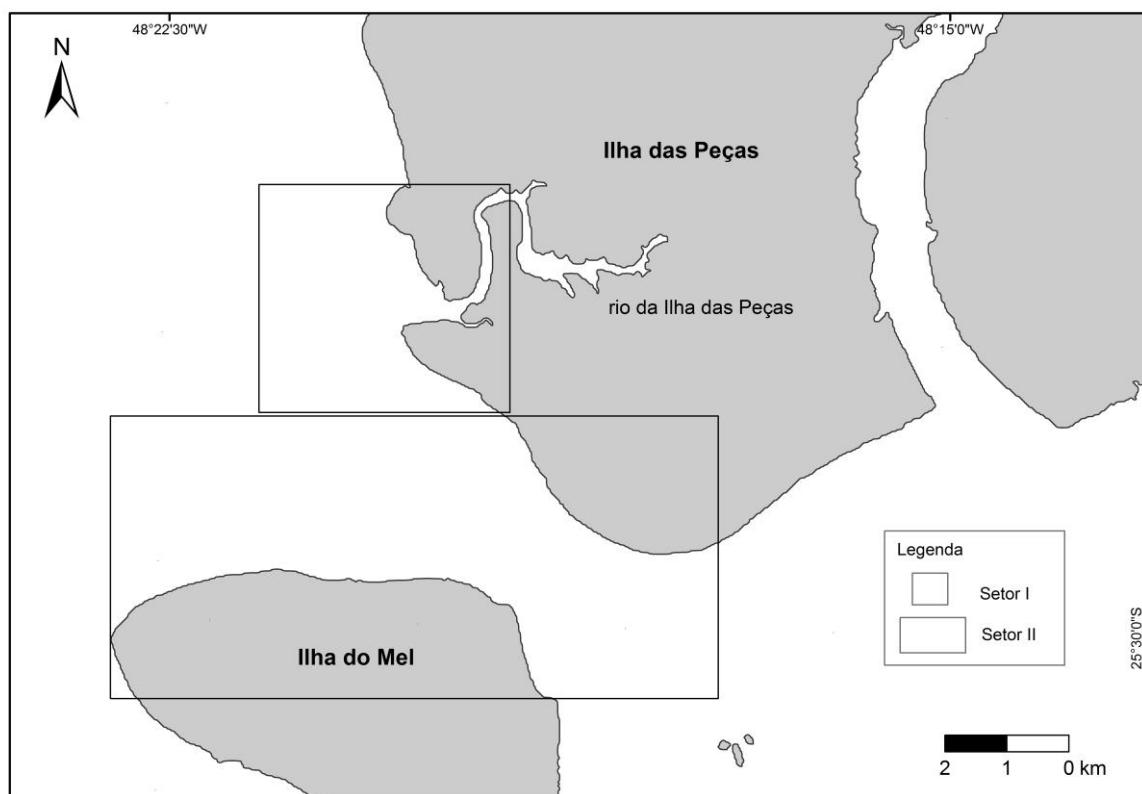 48°22'30"W
48°15'0"W
N
Ilha das Peças
rio da Ilha das Peças
Legenda
Setor I
Setor II
25°30'0"S
Ilha do Mel
2 1 0 km